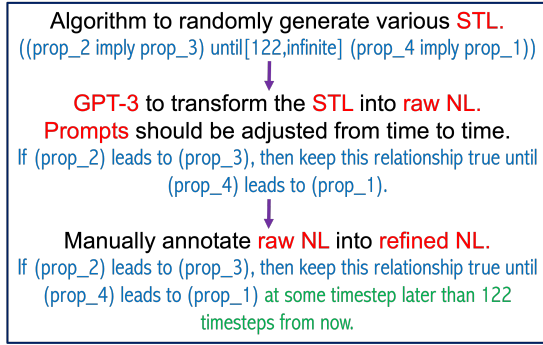 Algorithm to randomly generate various STL.
((prop_2 imply prop_3) until[122,infinite] (prop_4 imply prop_1))
GPT-3 to transform the STL into raw NL.
Prompts should be adjusted from time to time.
If (prop_2) leads to (prop_3), then keep this relationship true until
(prop_4) leads to (prop_1).
Manually annotate raw NL into refined NL.
If (prop_2) leads to (prop_3), then keep this relationship true until
(prop_4) leads to (prop_1) at some timestep later than 122
timesteps from now.